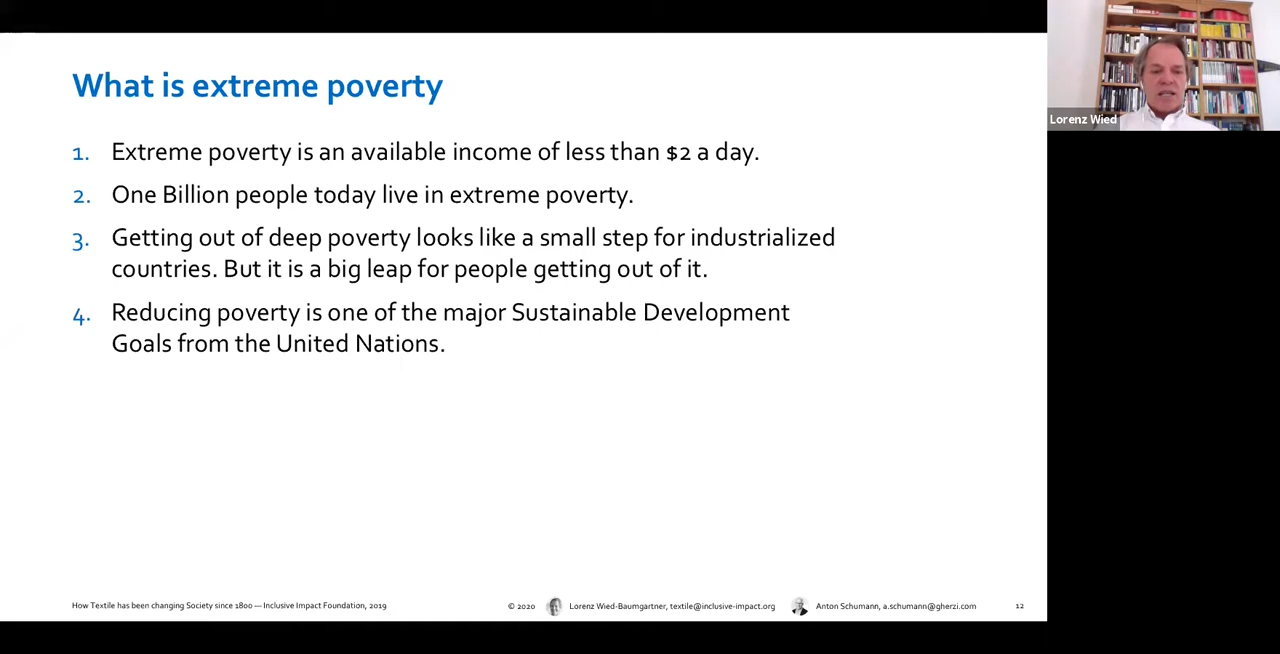 What is extreme poverty
1. Extreme poverty is an available income of less than $2 a day.
2. One Billion people today live in extreme poverty.
3. Getting out of deep poverty looks like a small step for industrialized
countries. But it is a big leap for people getting out of it.
4. Reducing poverty is one of the major Sustainable Development
Goals from the United Nations.
Lorenz Wied
How Textile has been changing Society since 1800 — Inclusive Impact Foundation, 2019
© 2020 Lorenz Wied-Baumgartner, textile@inclusive-impact.org Anton Schumann, a.schumann@gherzi.com 12